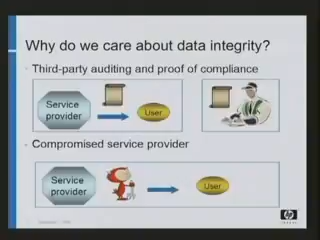 Why do we care about data integrity?
Third-party auditing and proof of compliance
Service
provider
User
Compromised service provider
Service
provider
User
hp